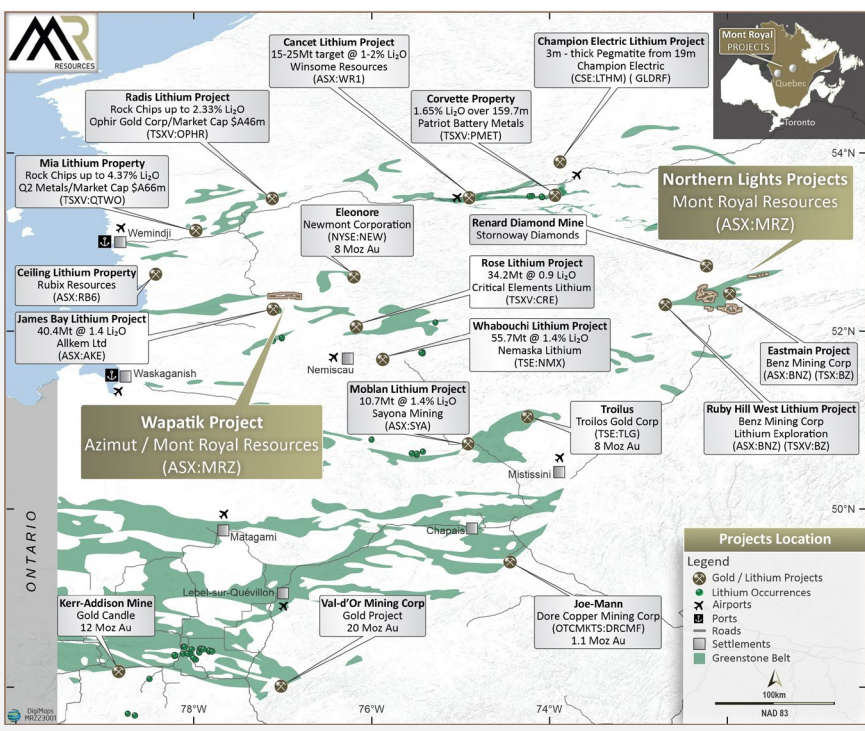 MR
RESOURCES
Cancet Lithium Project
15-25Mt target @ 1-2% Li₂O
Winsome Resources
(ASX:WR1)
Champion Electric Lithium Project
3m - thick Pegmatite from 19m
Champion Electric
(CSE:LTHM) ( GLDRF)
Mont Royal
PROJECTS
Quebec
Toronto
Radis Lithium Project
Rock Chips up to 2.33% Li₂O
Ophir Gold Corp/Market Cap $A46m
(TSXV:OPHR)
Corvette Property
1.65% Li₂O over 159.7m
Patriot Battery Metals
(TSXV:PMET)
54°N
Mia Lithium Property
Rock Chips up to 4.37% Li₂O
Q2 Metals/Market Cap $A66m
(TSXV:QTWO)
Northern Lights Projects
Mont Royal Resources
(ASX:MRZ)
Eleonore
Newmont Corporation
(NYSE:NEW)
8 Moz Au
Renard Diamond Mine
Stornoway Diamonds
Wemindji
Ceiling Lithium Property
Rubix Resources
(ASX:RB6)
Rose Lithium Project
34.2Mt @ 0.9 Li₂O
Critical Elements Lithium
(TSXV:CRE)
James Bay Lithium Project
40.4Mt @ 1.4 Li₂O
Allkem Ltd
(ASX:AKE)
Whabouchi Lithium Project
55.7mt @ 1.4% Li₂O
Nemaska Lithium
(TSE:NMX)
52°N
Eastmain Project
Benz Mining Corp
(ASX:BNZ) (TSX:BZ)
Waskaganish
Nemiscau
Moblan Lithium Project
10.7Mt @ 1.4% Li₂O
Sayona Mining
(ASX:SYA)
Wapatik Project
Azimut / Mont Royal Resources
(ASX:MRZ)
Troilus
Troilos Gold Corp
(TSE:TLG)
8 Moz Au
Ruby Hill West Lithium Project
Benz Mining Corp
Lithium Exploration
(ASX:BNZ) (TSXV:BZ)
Mistissini
50°N
ONTARIO
Matagami
Chapais
Lebel-sur-Quévillon
Kerr-Addison Mine
Gold Candle
12 Moz Au
Val-d'Or Mining Corp
Gold Project
20 Moz Au
Joe-Mann
Dore Copper Mining Corp
(OTCMKTS:DRCMF)
1.1 Moz Au
Projects Location
Legend
Gold / Lithium Projects
Lithium Occurrences
Airports
Ports
Roads
Settlements
Greenstone Belt
100km
NAD 83
DigiMaps
MRZ23001
78°W
76°W
74°W